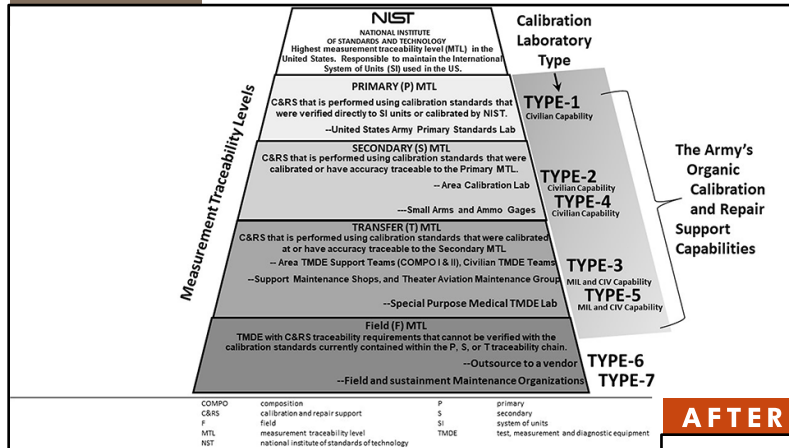 NIST
NATIONAL INSTITUTE
OF STANDARDS AND TECHNOLOGY
Highest measurement traceability level (MTL) in the
United States. Responsible to maintain the International
System of Units (SI) used in the US.
Calibration
Laboratory
Type
Measurement Traceability Levels
PRIMARY (P) MTL
C&RS that is performed using calibration standards that
were verified directly to SI units or calibrated by NIST.
--United States Army Primary Standards Lab
TYPE-1
Civilian Capability
SECONDARY (S) MTL
C&RS that is performed using calibration standards that were
calibrated or have accuracy traceable to the Primary MTL.
-- Area Calibration Lab
TYPE-2
Civilian Capability
---Small Arms and Ammo Gages
TYPE-4
Civilian Capability
The Army's
Organic
Calibration
and Repair
Support
Capabilities
TRANSFER (T) MTL
C&RS that is performed using calibration standards that were calibrated
at or have accuracy traceable to the Secondary MTL
-- Area TMDE Support Teams (COMPO I & II), Civilian TMDE Teams
TYPE-3
MIL and CIV Capability
--Support Maintenance Shops, and Theater Aviation Maintenance Group
TYPE-5
MIL and CIV Capability
--Special Purpose Medical TMDE Lab
Field (F) MTL
TMDE with C&RS traceability requirements that cannot be verified with the
calibration standards currently contained within the P, S, or T traceability chain.
--Outsource to a vendor
TYPE-6
--Field and sustainment Maintenance Organizations
TYPE-7
COMPO composition P primary
C&RS calibration and repair support S secondary
F field SI system of units
MTL measurement traceability level TMDE test, measurement and diagnostic equipment
NST national institute of standards of technology
AFTER